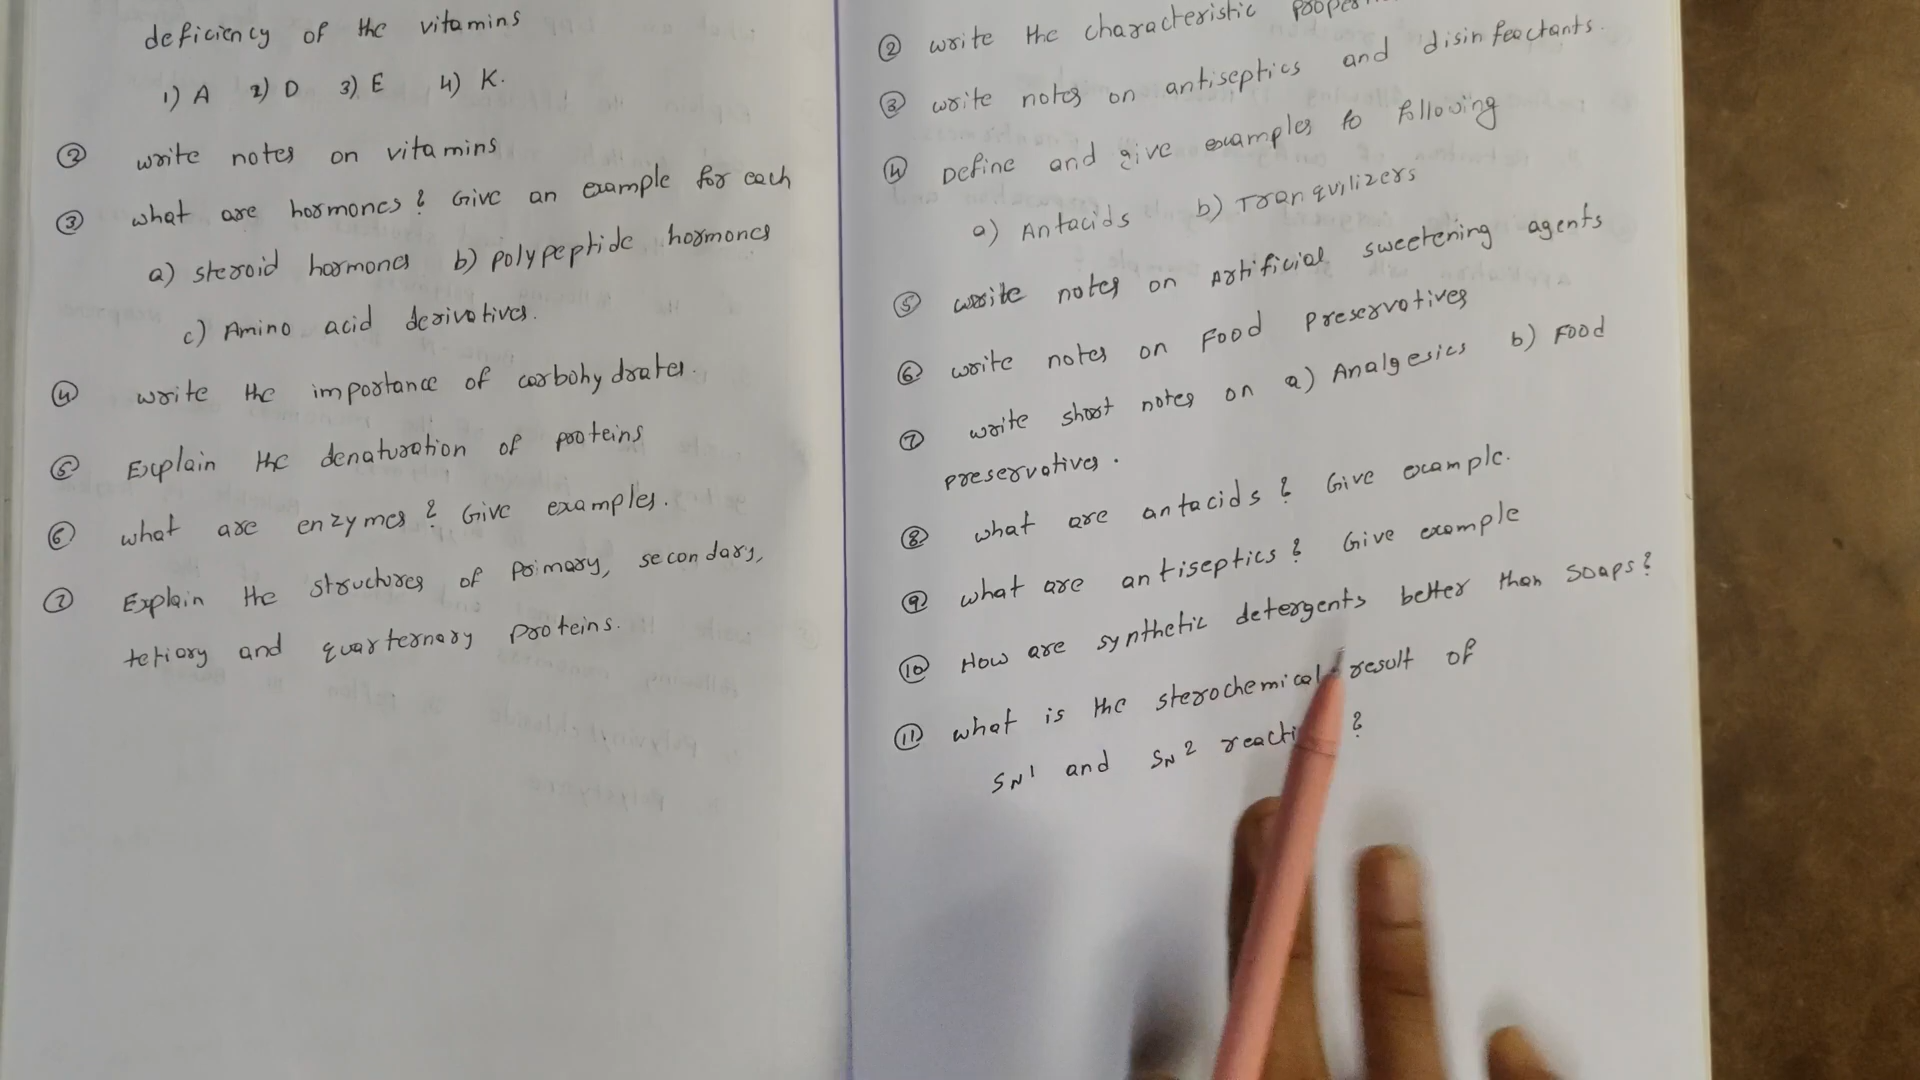 deficiency of the vitamins
1) A 2) D 3) E 4) K.
② write notes on vitamins
③ what are hormones? Give an example for each
a) steroid hormones b) polypeptide hormones
c) Amino acid derivatives.
④ write the importance of carbohydrates.
⑤ Explain the denaturation of proteins
⑥ what are enzymes? Give examples.
⑦ Explain the structures of primary, secondary,
tetiary and quarternary proteins.
② write the characteristic
③ write notes on antiseptics and disinfectants.
④ Define and give examples to following
a) Antacids b) Tranquilizers
⑤ write notes on Artificial sweetening agents
⑥ write notes on Food preservatives
⑦ write short notes on a) Analgesics b) Food
preservatives.
⑧ what are antacids? Give example.
⑨ what are antiseptics? Give example
⑩ How are synthetic detergents better than soaps?
⑪ what is the sterochemical result of
SN1 and SN2 ?